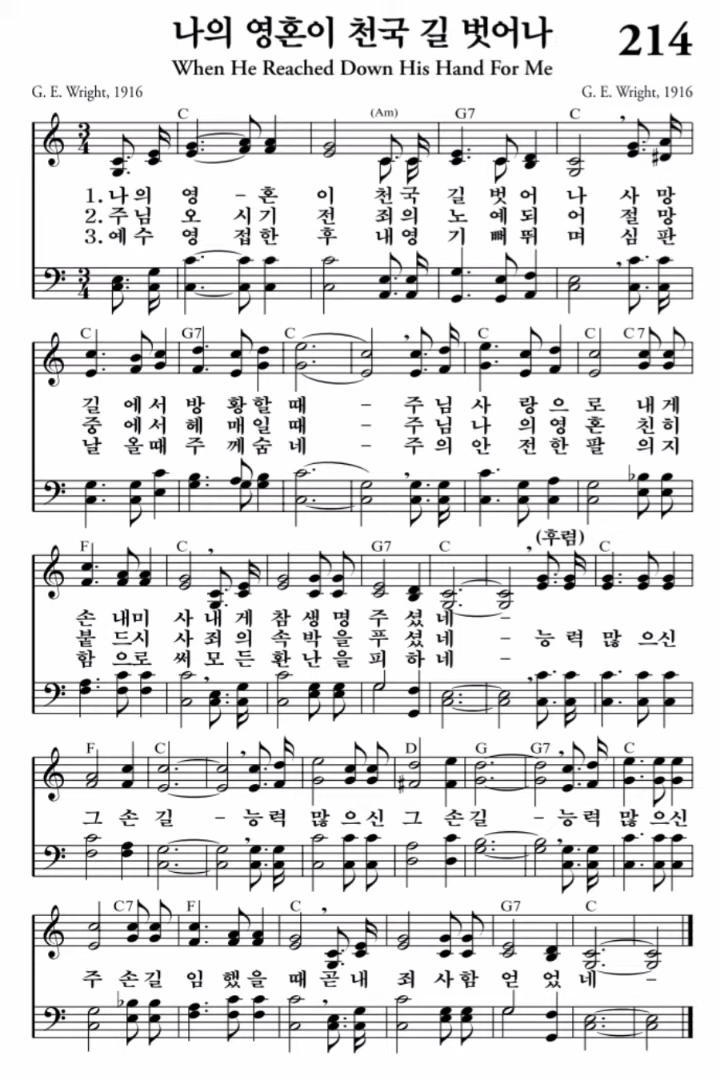 나의 영혼이 천국 길 벗어나
214
When He Reached Down His Hand For Me
G. E. Wright, 1916
G. E. Wright, 1916
C (Am) G7 C
1. 나의 영 - 혼 이 천국 길 벗어 나 사 망
2. 주님 오 시기 전 죄의 노 예되 어 절 망
3. 예수 영 접한 후 내영 기 뻐뛰 며 심 판
C G7 C C C C7
길 에서 방 황할 때 - 주님 사 랑으 로 내게
중 에서 헤 매일 때 - 주님 나 의영 혼 친히
날 올때 주 께숨 네 - 주의 안 전한 팔 의지
F C G7 C (후렴) C
손 내미 사 내게 참 생명 주 셨 네 -
붙 드시 사 죄의 속 박을 푸 셨 네 - 능 력 많 으신
함 으로 써 모든 환 난을 피 하 네 -
F C D G G7 C
그 손 길 - 능력 많 으신 그 손길 - 능력 많 으신
C7 F C G7 C
주 손길 임 했을 때 곧내 죄 사함 얻 었 네 -